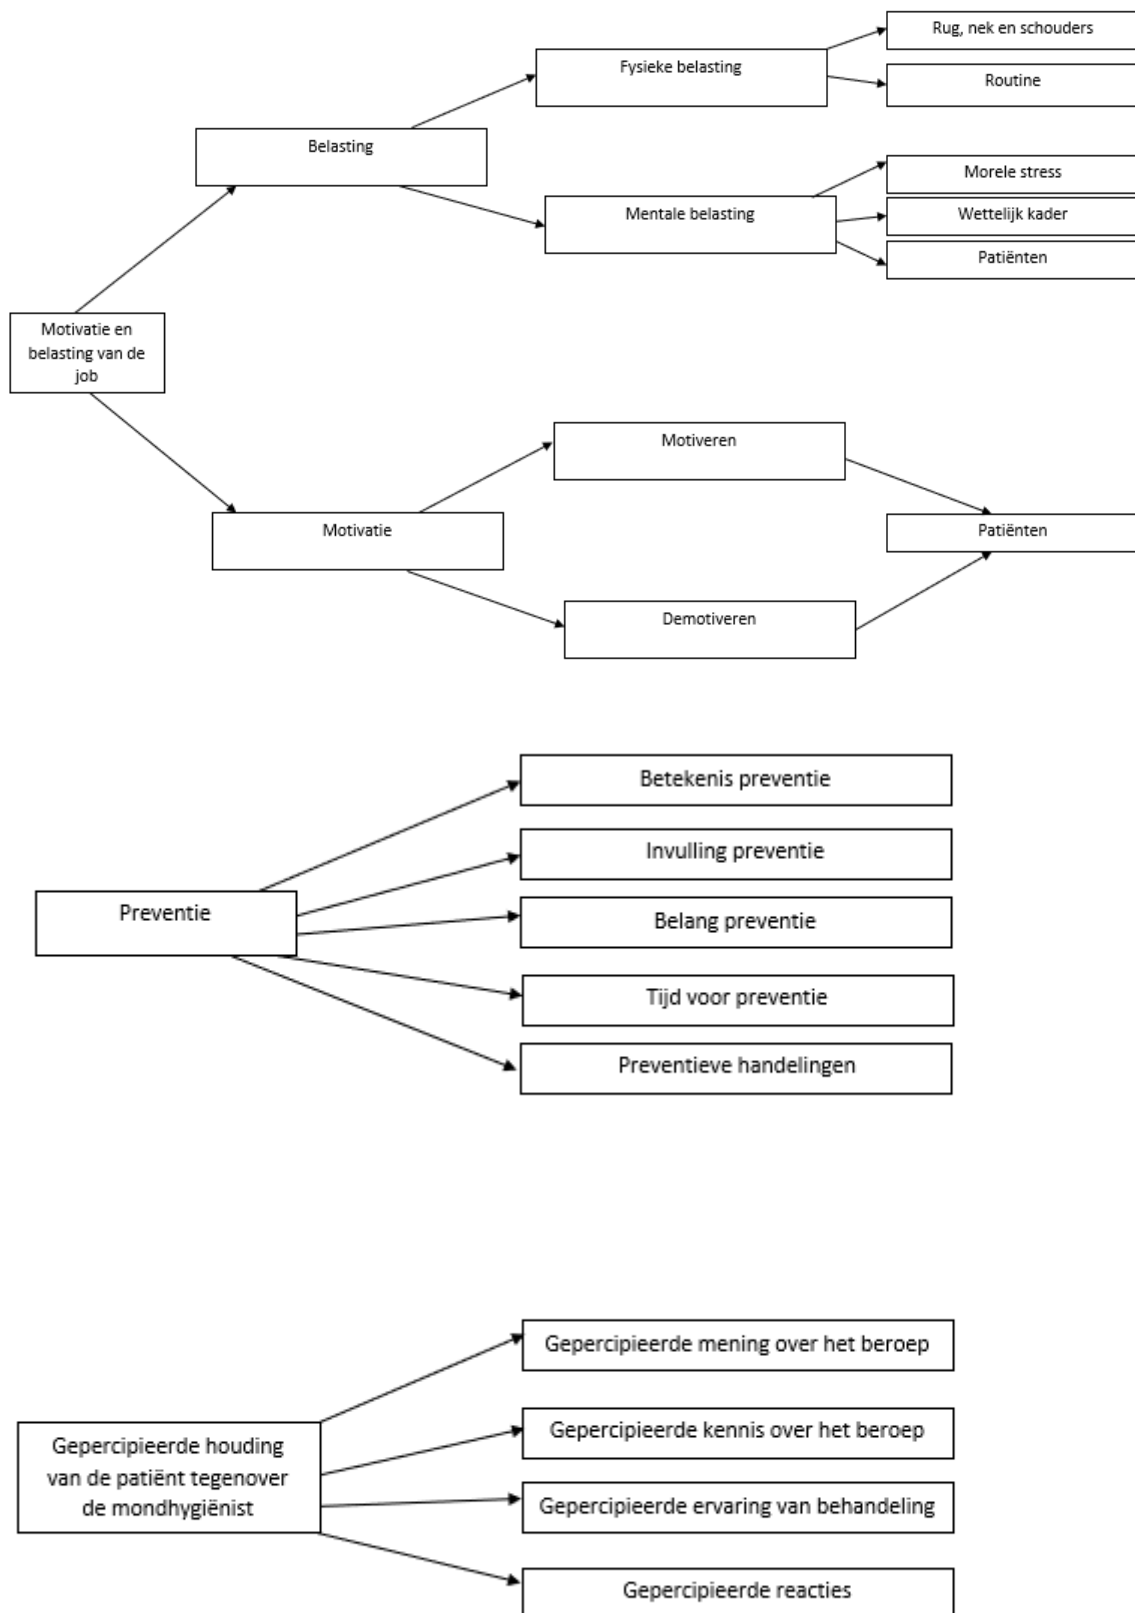 Rug, nek en schouders
Fysieke belasting
Routine
Belasting
Morele stress
Mentale belasting
Wettelijk kader
Patiënten
Motivatie en
belasting van de
job
Motiveren
Motivatie
Patiënten
Demotiveren
Betekenis preventie
Invulling preventie
Preventie
Belang preventie
Tijd voor preventie
Preventieve handelingen
Gepercipieerde mening over het beroep
Gepercipieerde kennis over het beroep
Gepercipieerde houding
van de patiënt tegenover
de mondhygiënist
Gepercipieerde ervaring van behandeling
Gepercipieerde reacties